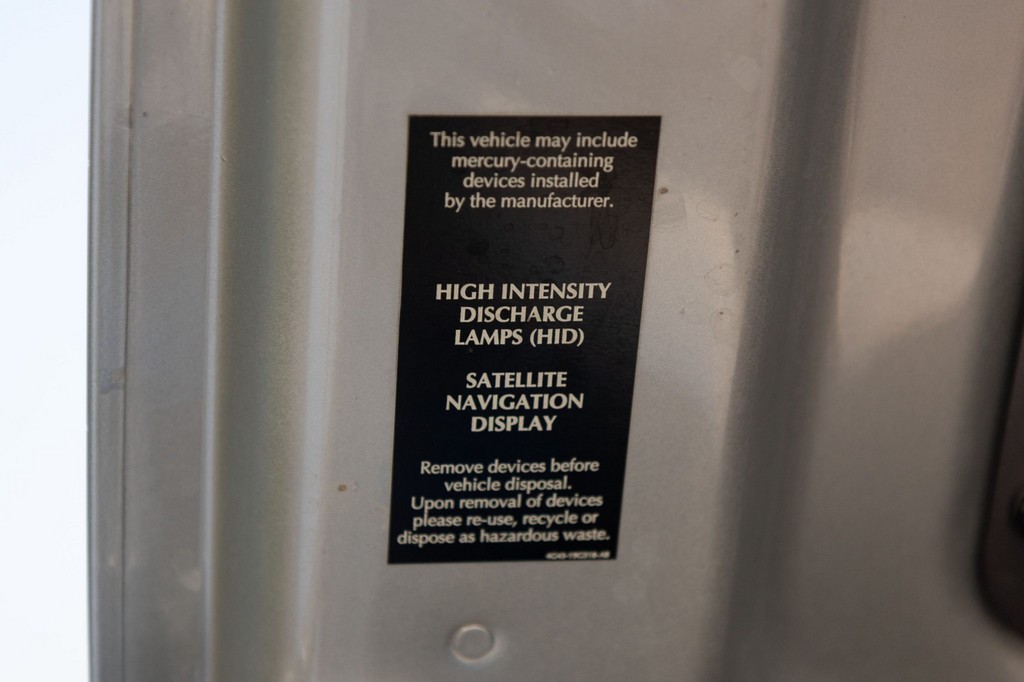 This vehicle may include
mercury-containing
devices installed
by the manufacturer.
HIGH INTENSITY
DISCHARGE
LAMPS (HID)
SATELLITE
NAVIGATION
DISPLAY
Remove devices before
vehicle disposal.
Upon removal of devices
please re-use, recycle or
dispose as hazardous waste.